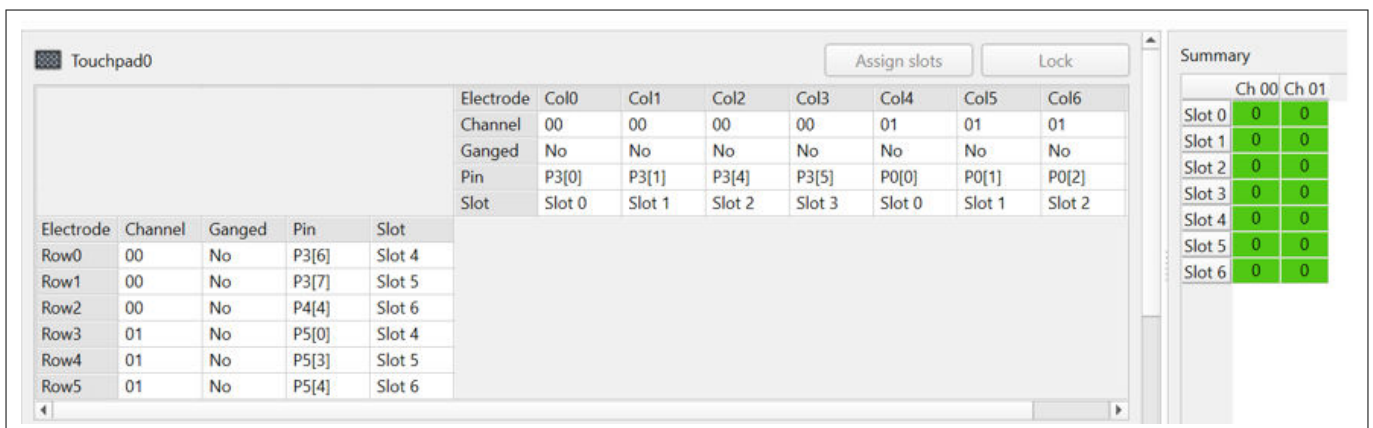 Touchpad0 Assign slots Lock
Electrode Col0 Col1 Col2 Col3 Col4 Col5 Col6
Channel 00 00 00 00 01 01 01
Ganged No No No No No No No
Pin P3[0] P3[1] P3[4] P3[5] P0[0] P0[1] P0[2]
Slot Slot 0 Slot 1 Slot 2 Slot 3 Slot 0 Slot 1 Slot 2
Electrode Channel Ganged Pin Slot
Row0 00 No P3[6] Slot 4
Row1 00 No P3[7] Slot 5
Row2 00 No P4[4] Slot 6
Row3 01 No P5[0] Slot 4
Row4 01 No P5[3] Slot 5
Row5 01 No P5[4] Slot 6
Summary
Ch 00 Ch 01
Slot 0 0 0
Slot 1 0 0
Slot 2 0 0
Slot 3 0 0
Slot 4 0 0
Slot 5 0 0
Slot 6 0 0